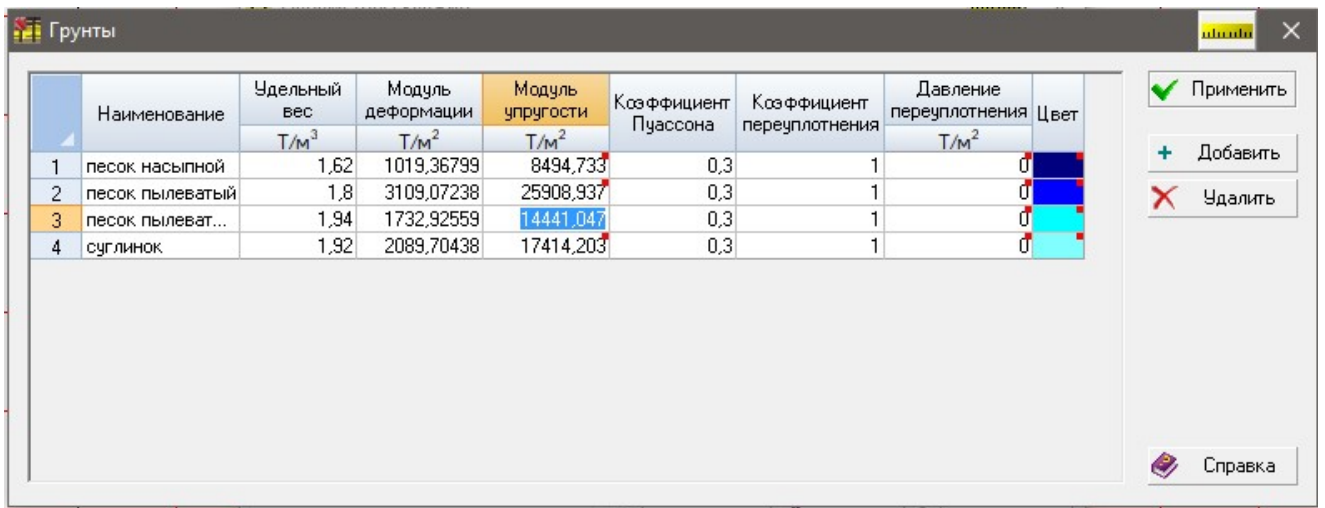 Грунты
Наименование Удельный вес Модуль деформации Модуль упругости Коэффициент Пуассона Коэффициент переуплотнения Давление переуплотнения Цвет
Т/м³ Т/м² Т/м² Т/м²
1 песок насыпной 1,62 1019,36799 8494,733 0,3 1 0
2 песок пылеватый 1,8 3109,07238 25908,937 0,3 1 0
3 песок пылеват... 1,94 1732,92559 14441,047 0,3 1 0
4 суглинок 1,92 2089,70438 17414,203 0,3 1 0
Применить
Добавить
Удалить
Справка